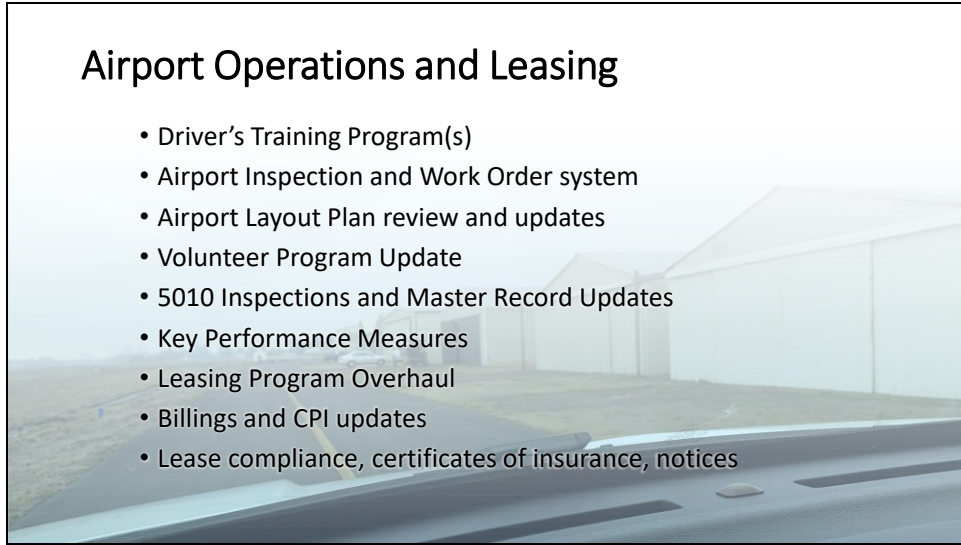 Airport Operations and Leasing
• Driver’s Training Program(s)
• Airport Inspection and Work Order system
• Airport Layout Plan review and updates
• Volunteer Program Update
• 5010 Inspections and Master Record Updates
• Key Performance Measures
• Leasing Program Overhaul
• Billings and CPI updates
• Lease compliance, certificates of insurance, notices